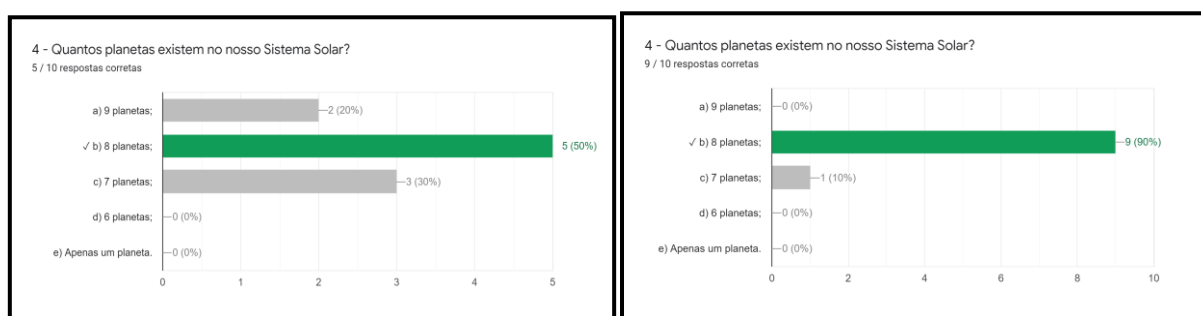 4 - Quantos planetas existem no nosso Sistema Solar?
5 / 10 respostas corretas
a) 9 planetas;
2 (20%)
✓ b) 8 planetas;
5 (50%)
c) 7 planetas;
3 (30%)
d) 6 planetas;
0 (0%)
e) Apenas um planeta.
0 (0%)
0 1 2 3 4 5
4 - Quantos planetas existem no nosso Sistema Solar?
9 / 10 respostas corretas
a) 9 planetas;
0 (0%)
✓ b) 8 planetas;
9 (90%)
c) 7 planetas;
1 (10%)
d) 6 planetas;
0 (0%)
e) Apenas um planeta.
0 (0%)
0 2 4 6 8 10